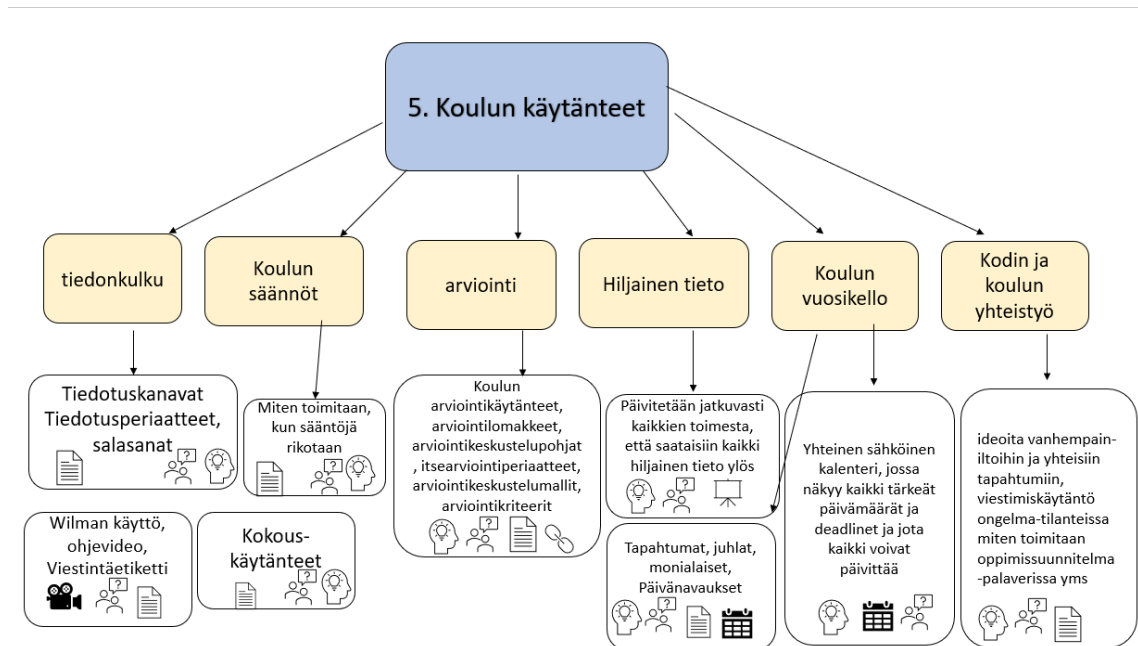 5. Koulun käytänteet
tiedonkulku
Koulun
säännöt
arviointi
Hiljainen tieto
Koulun
vuosikello
Kodin ja
koulun
yhteistyö
Tiedotuskanavat
Tiedotusperiaatteet,
salasanat
Miten toimitaan,
kun sääntöjä
rikotaan
Koulun
arviointikäytänteet,
arviointilomakkeet,
arviointikeskustelupohjat
, itsearviointiperiaatteet,
arviointikeskustelumallit,
arviointikriteerit
Päivitetään jatkuvasti
kaikkien toimesta,
että saataisiin kaikki
hiljainen tieto ylös
Yhteinen sähköinen
kalenteri, jossa
näkyy kaikki tärkeät
päivämäärät ja
deadlinet ja jota
kaikki voivat
päivittää
ideoita vanhempain-
iltoihin ja yhteisiin
tapahtumiin,
viestimiskäytäntö
ongelma-tilanteissa
miten toimitaan
oppimissuunnitelma
-palaverissa yms
Wilman käyttö,
ohjevideo,
Viestintäetiketti
Kokous-
käytänteet
Tapahtumat, juhlat,
monialaiset,
Päivänavaukset